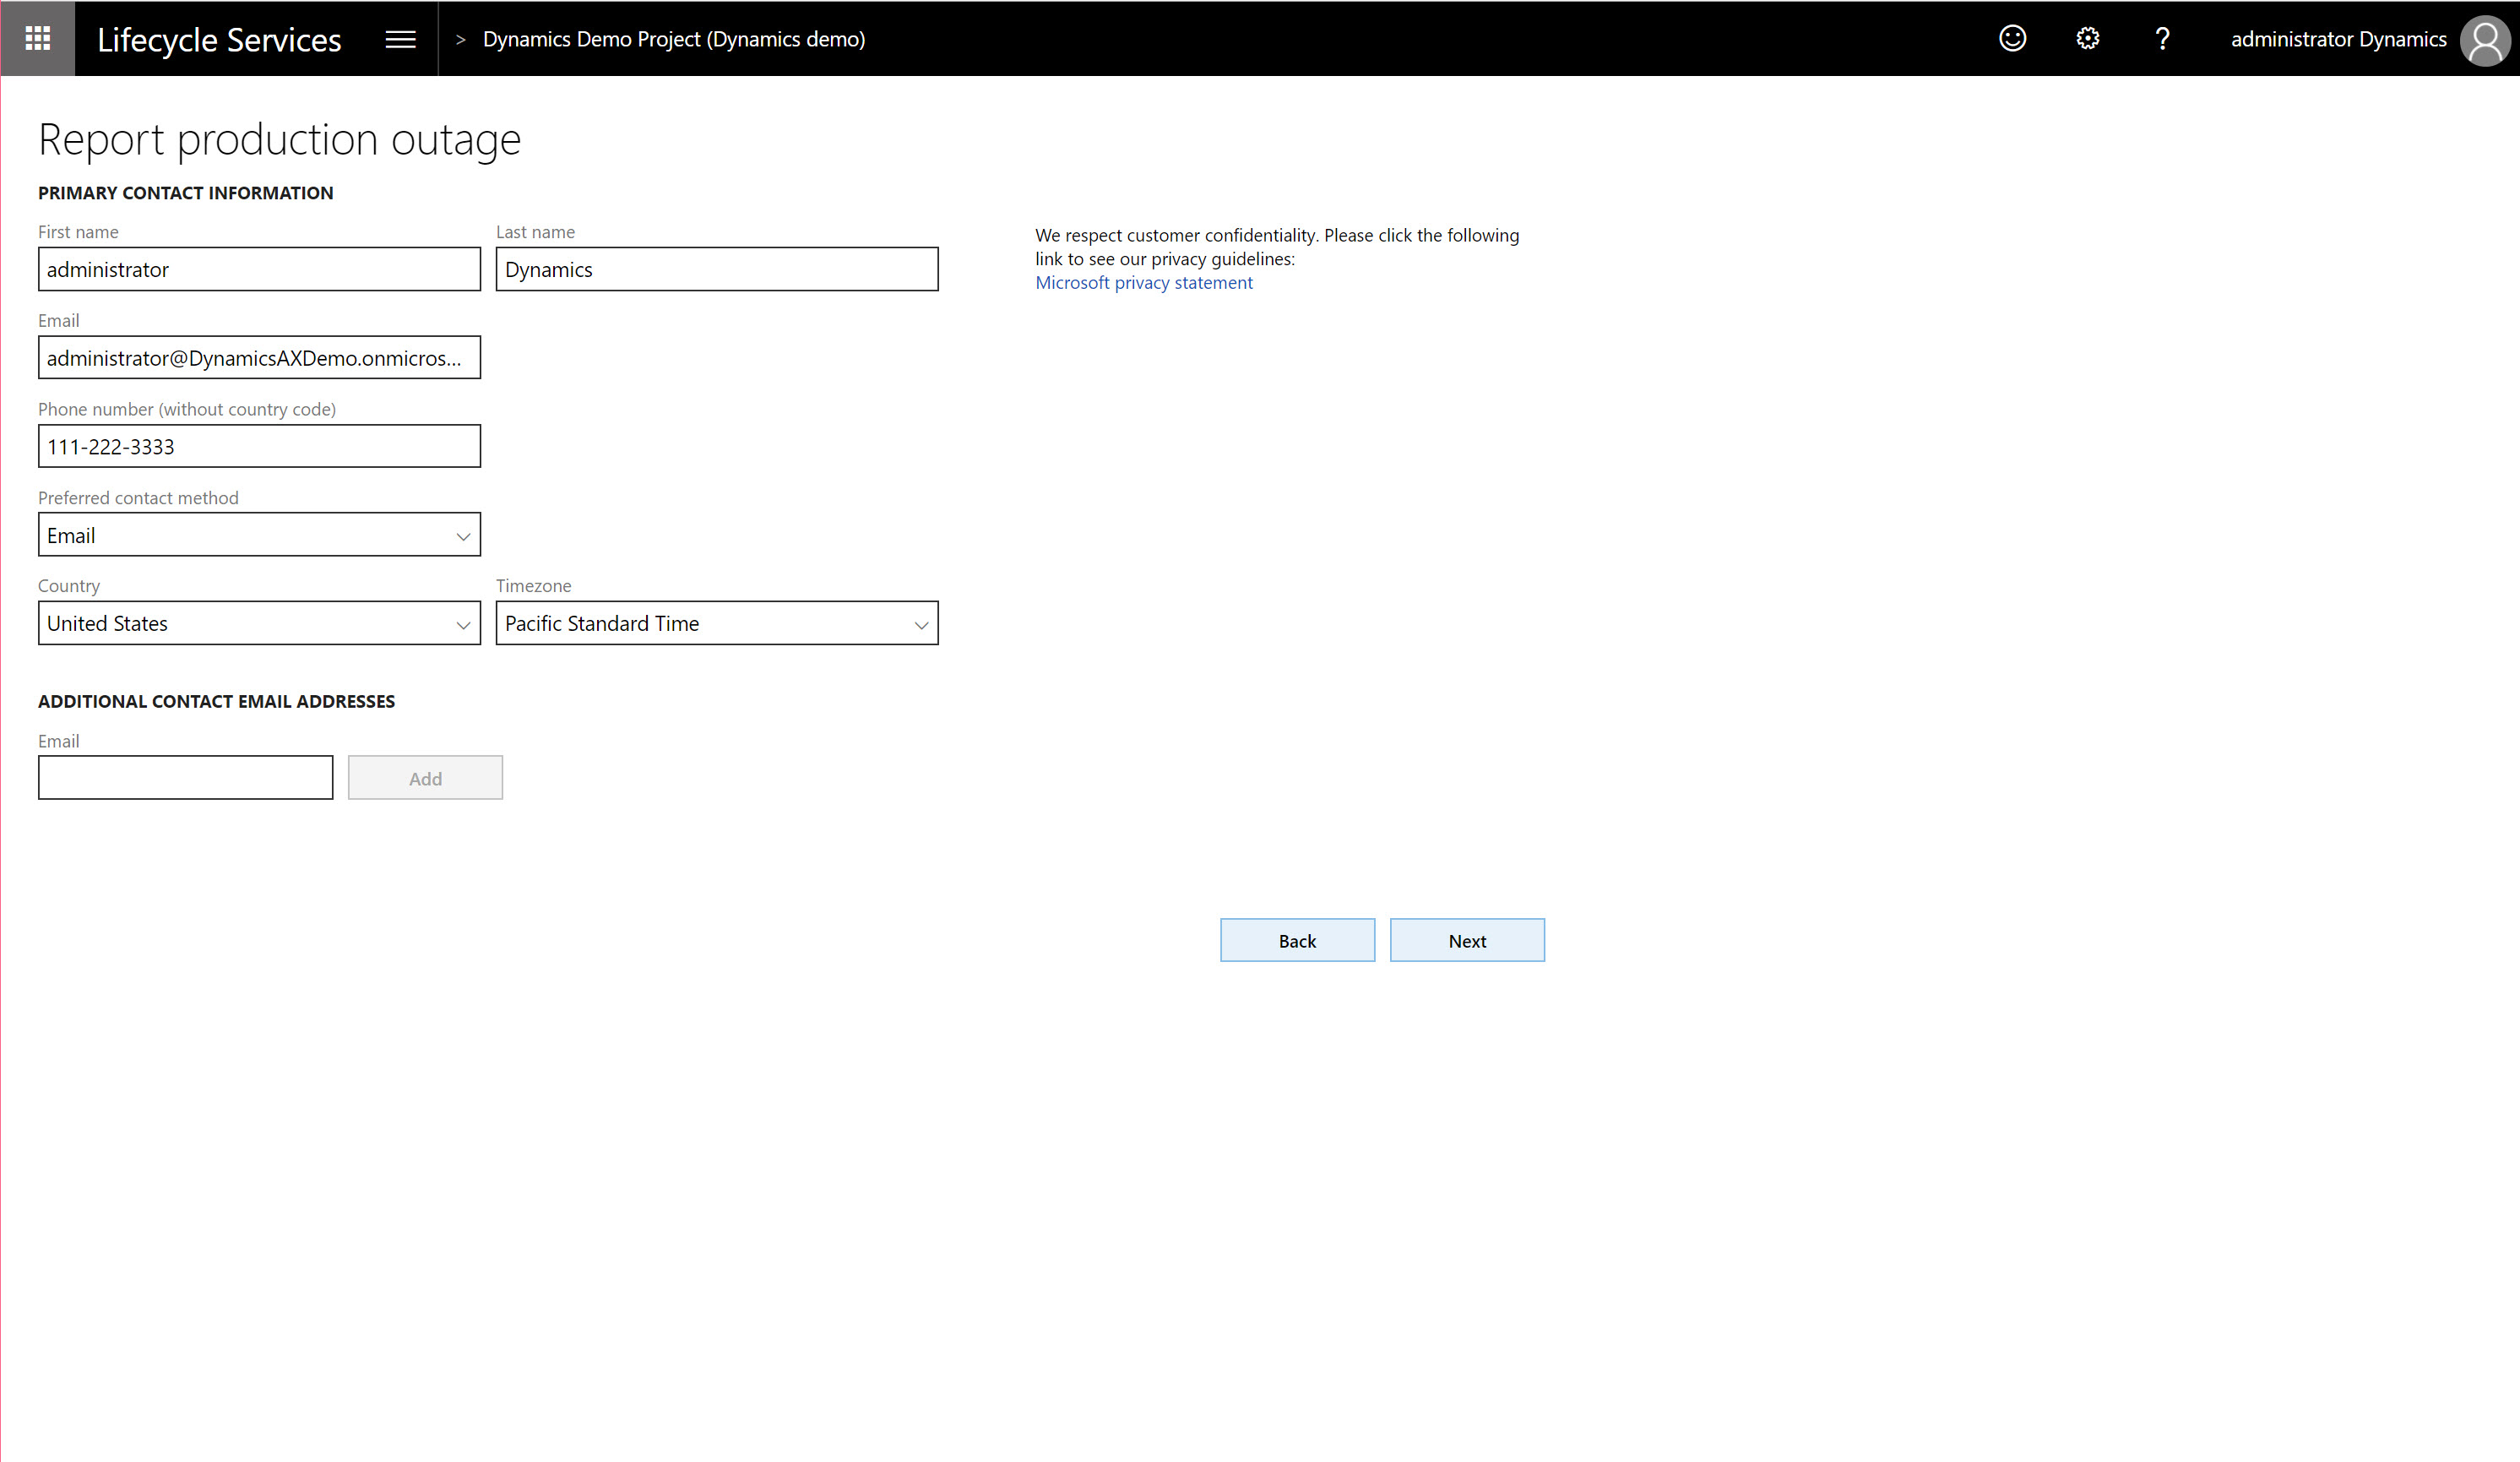 Lifecycle Services
> Dynamics Demo Project (Dynamics demo)
? administrator Dynamics
Report production outage
PRIMARY CONTACT INFORMATION
First name
administrator
Last name
Dynamics
We respect customer confidentiality. Please click the following
link to see our privacy guidelines:
Microsoft privacy statement
Email
administrator@DynamicsAXDemo.onmicros...
Phone number (without country code)
111-222-3333
Preferred contact method
Email
Country
United States
Timezone
Pacific Standard Time
ADDITIONAL CONTACT EMAIL ADDRESSES
Email
Add
Back
Next